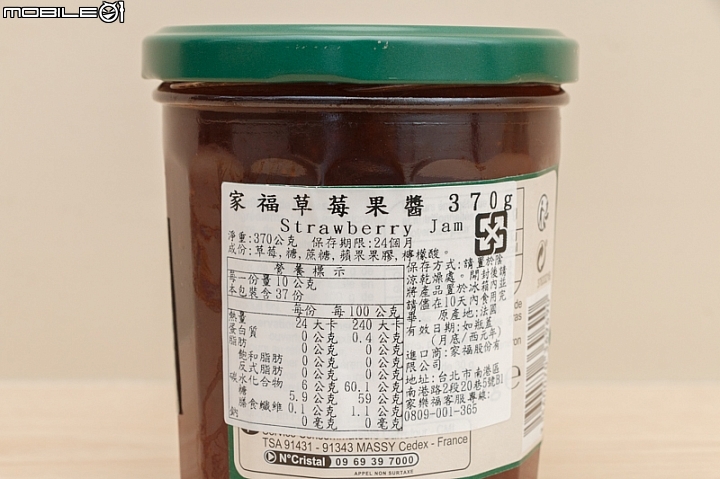 MOBILE01
家福草莓果醬 370g
Strawberry Jam
淨重:370公克 保存期限:24個月
成份:草莓,糖,蔗糖,蘋果果膠,檸檬酸。
營養標示
每一份量10公克
本包裝含37份
每份 每100公克
熱量 24大卡 240大卡
蛋白質 0公克 0.4公克
脂肪 0公克 0公克
飽和脂肪 0公克 0公克
反式脂肪 0公克 0公克
碳水化合物 6公克 60.1公克
糖 5.9公克 59公克
膳食纖維 0.1公克 1.1公克
鈉 0毫克 0毫克
保存方式:請置於陰
涼乾燥處。開封後請
將產品置於冰箱內並
請儘在10天內食用完
畢. 原產地:法國
有效日期:如瓶蓋
(月底/西元年)
進口商:家福股份有
限公司
地址:台北市南港區
南港路2段20巷5號B1
家樂福客服專線:
0809-001-365
TSA 91431 - 91343 MASSY Cedex - France
N°Cristal 09 69 39 7000
APPEL NON SURTAXE